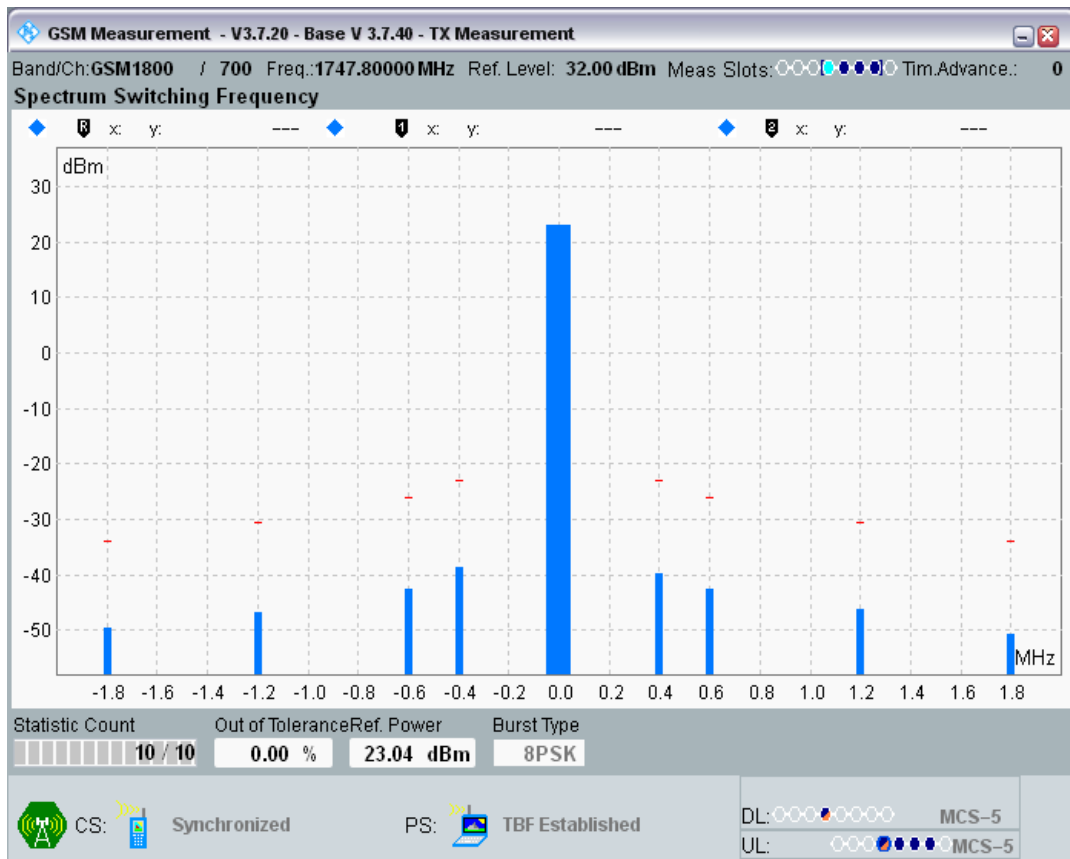 GSM Measurement - V3.7.20 - Base V 3.7.40 - TX Measurement
Band/Ch:GSM1800 / 700 Freq.:1747.80000 MHz Ref. Level: 32.00 dBm Meas Slots: Tim.Advance.: 0
Spectrum Switching Frequency
R x: y: --- 1 x: y: --- 2 x: y: ---
dBm
30
20
10
0
-10
-20
-30
-40
-50
MHz
-1.8 -1.6 -1.4 -1.2 -1.0 -0.8 -0.6 -0.4 -0.2 0.0 0.2 0.4 0.6 0.8 1.0 1.2 1.4 1.6 1.8
Statistic Count Out of Tolerance Ref. Power Burst Type
10 / 10 0.00 % 23.04 dBm 8PSK
CS: Synchronized PS: TBF Established
DL: MCS-5
UL: MCS-5